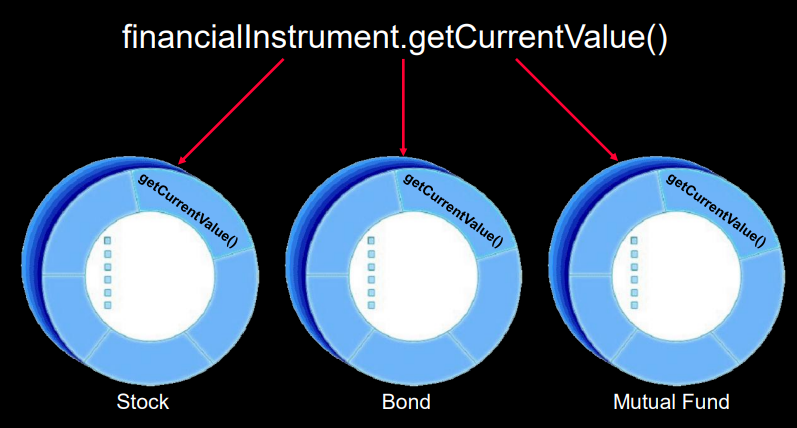 financialInstrument.getCurrentValue()
getCurrentValue()
getCurrentValue()
getCurrentValue()
Stock
Bond
Mutual Fund